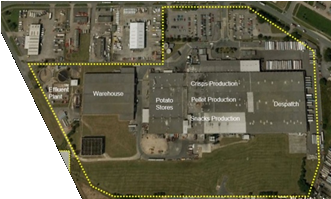 Crisps Production
Effluent
Plant
Warehouse
Potato
Stores
Pellet Production
Despatch
Snacks Production